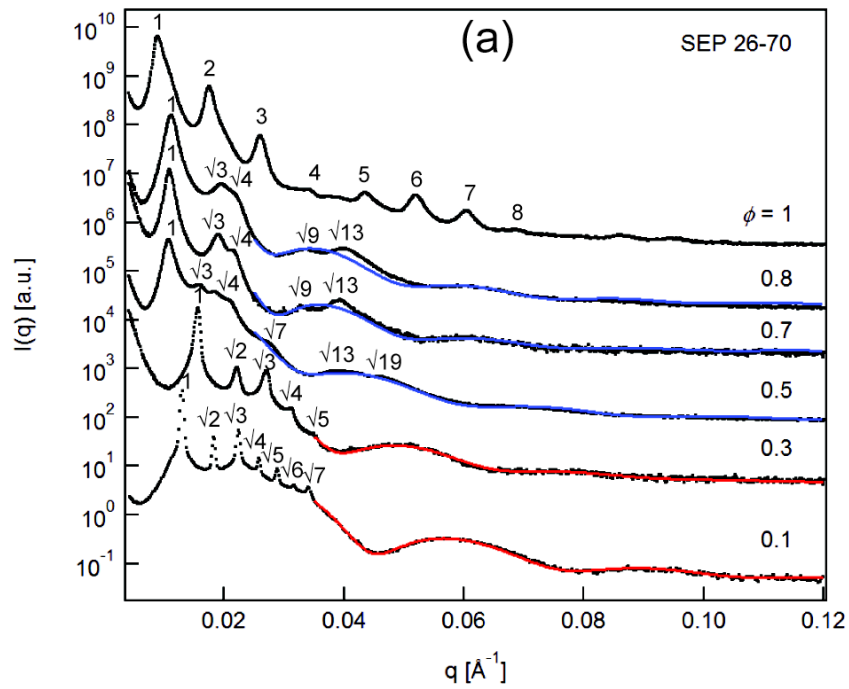 (a)
SEP 26-70
10^10
10^9
10^8
10^7
10^6
10^5
10^4
10^3
10^2
10^1
10^0
10^-1
I(q) [a.u.]
1 2 3 4 5 6 7 8
ϕ = 1
1 √3 √4 √9 √13
0.8
1 √3 √4 √9 √13
0.7
1 √3 √4 √7 √13 √19
0.5
1 √2 √3 √4 √5
0.3
1 √2 √3 √4 √5 √6 √7
0.1
0.02 0.04 0.06 0.08 0.10 0.12
q [Å^-1]